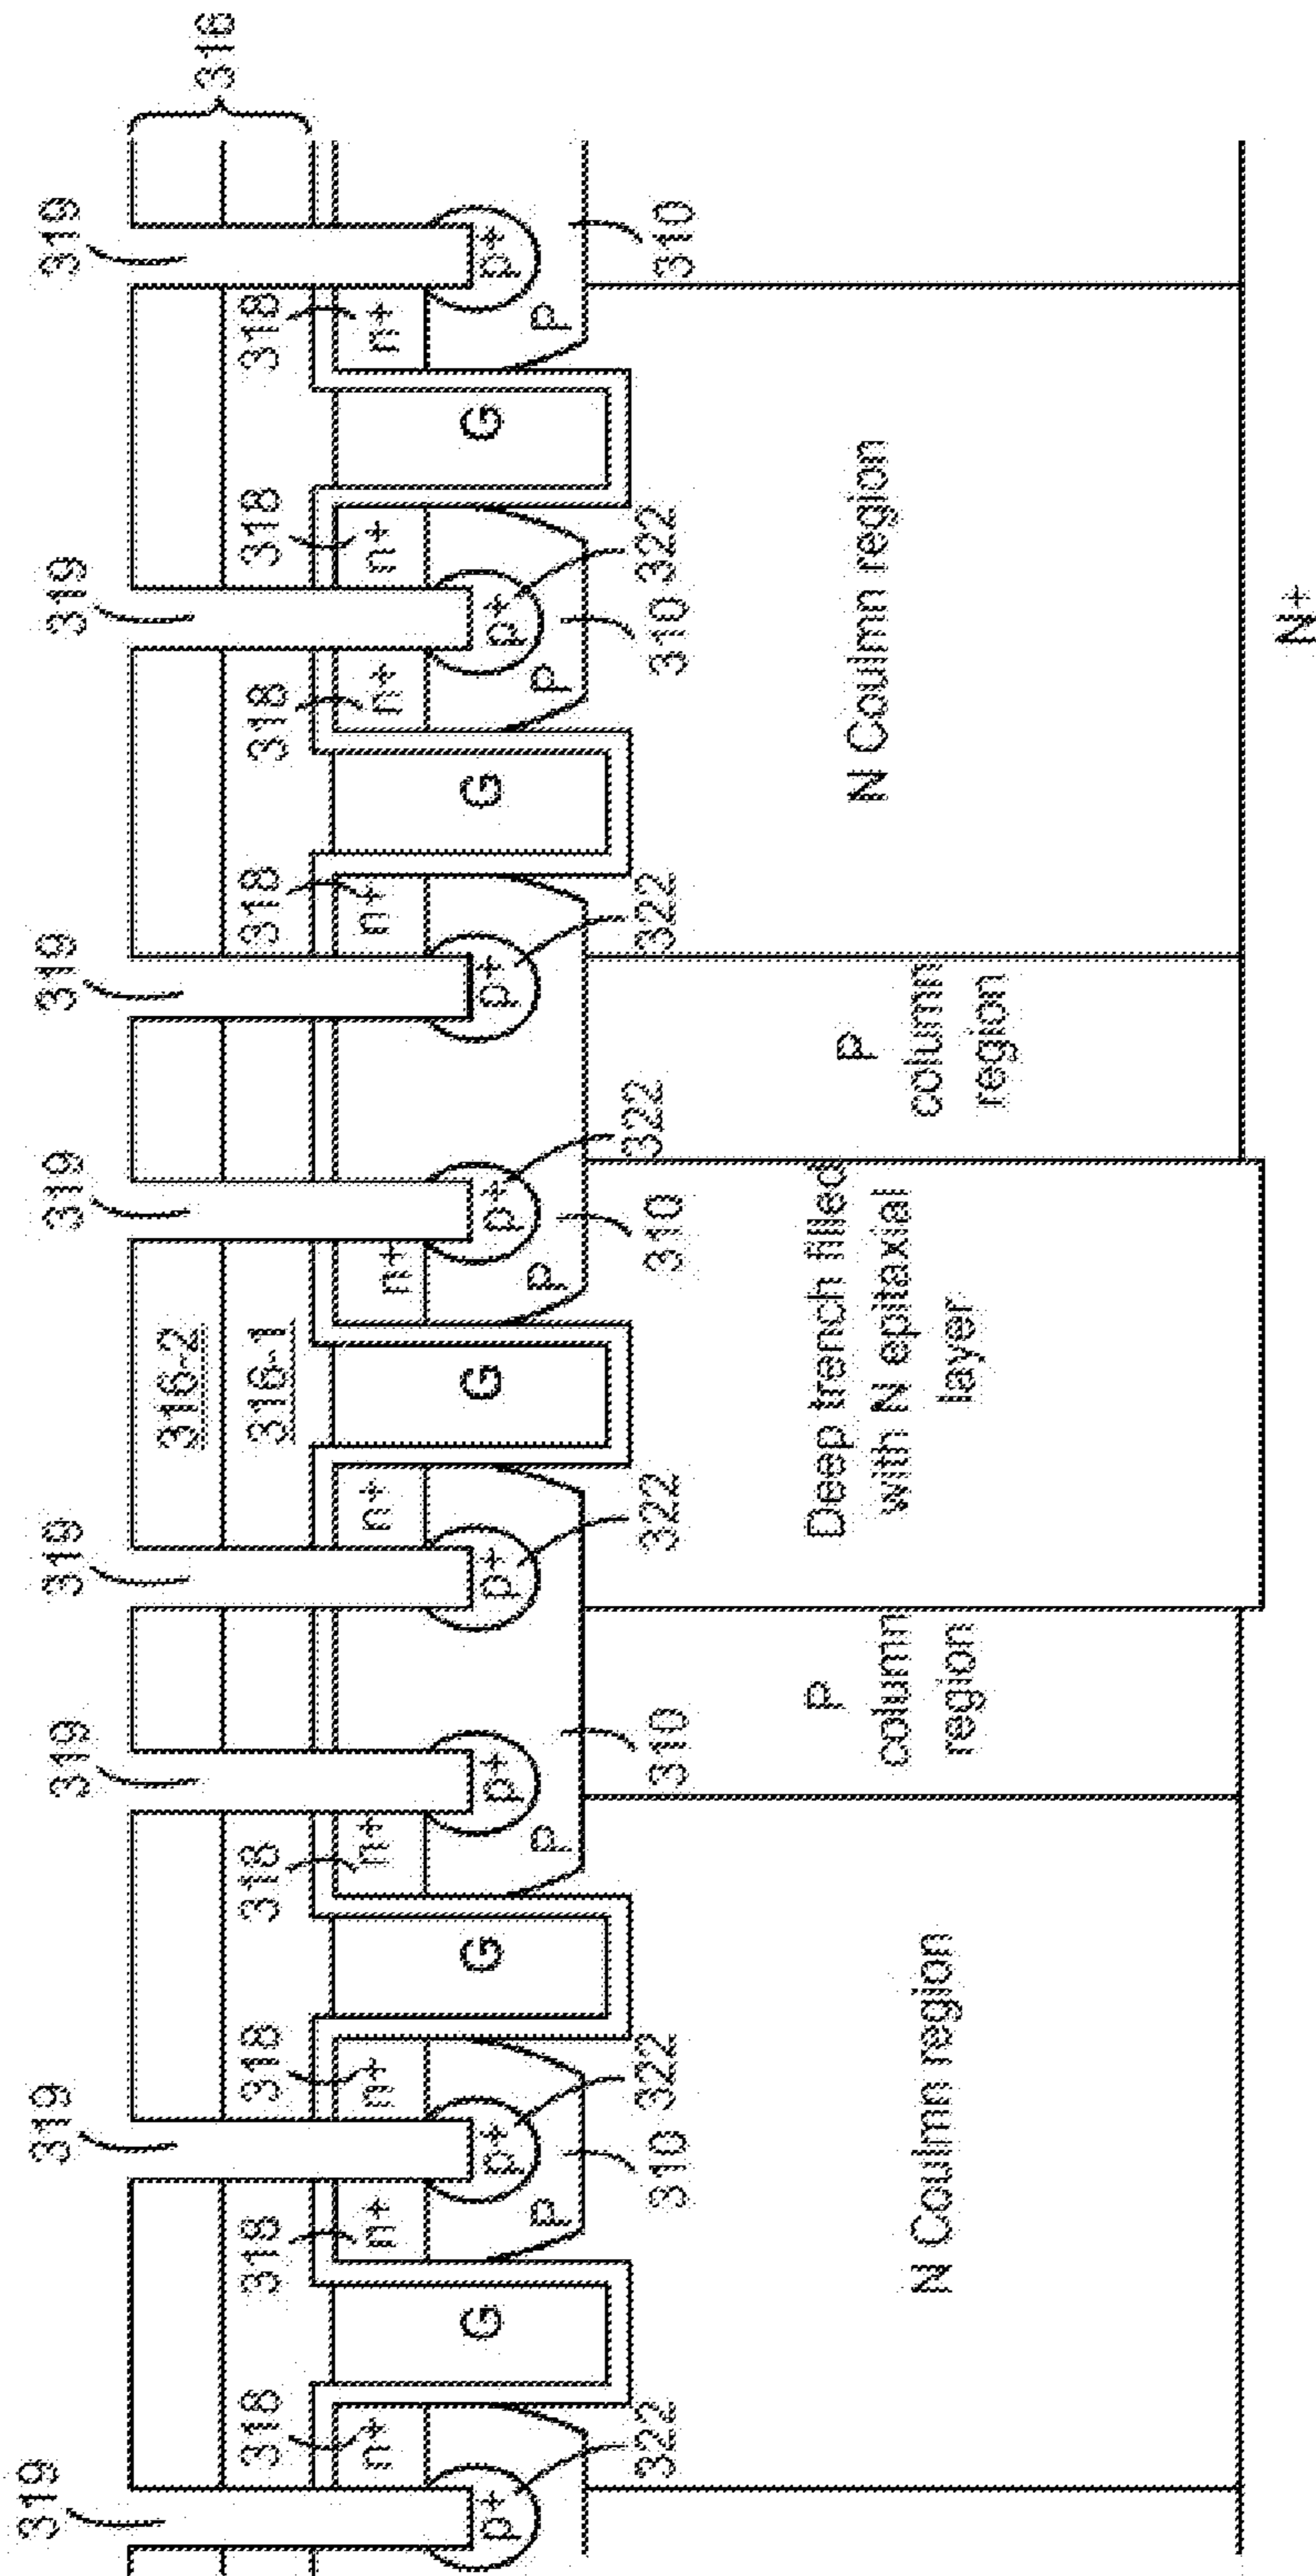 319 319 319 319 319 319 319 319
316-2 316
318 318 318 318 316-1 318 318 318 318
n+ n+ n+ n+ n+ n+ n+ n+ n+ n+
G G G G G
p+ p+ p+ p+ p+ p+ p+ p+
P P P P P
322 310 322 310 322 310 322 322 310 322 310
N Coulmn region
P
column
region
Deep trench filled
with N epitaxial
layer
P
column
region
N Coulmn region
N+